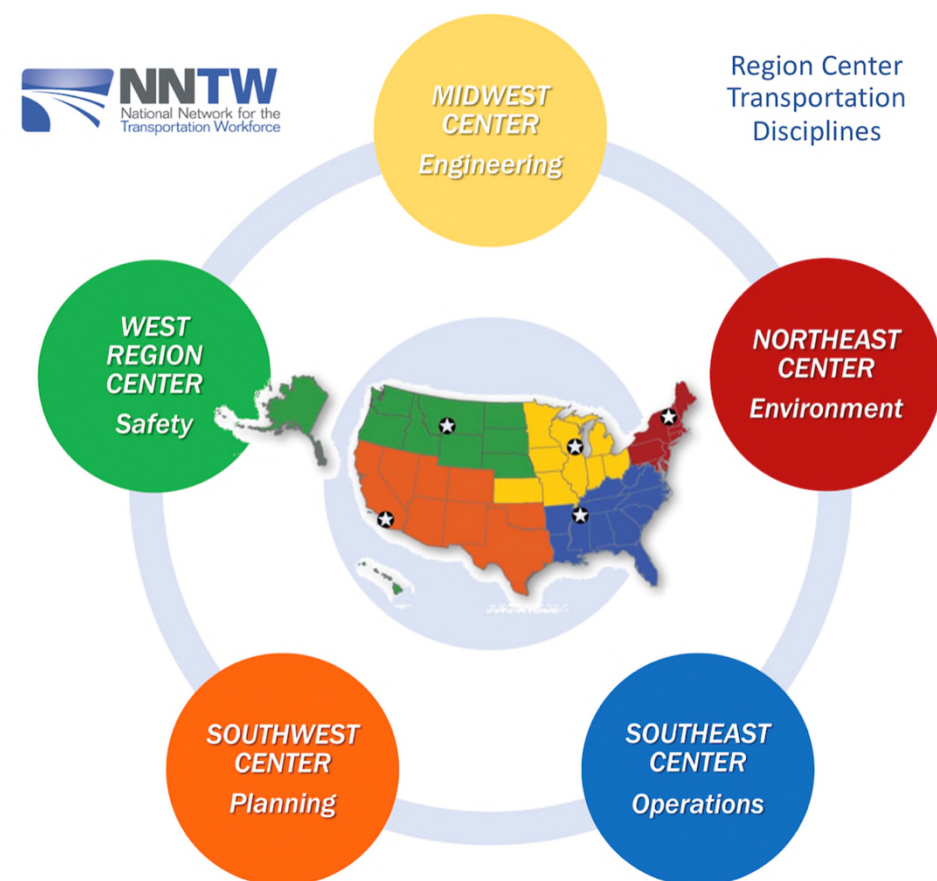 NNTW
National Network for the
Transportation Workforce
MIDWEST
CENTER
Engineering
Region Center
Transportation
Disciplines
WEST
REGION
CENTER
Safety
NORTHEAST
CENTER
Environment
SOUTHWEST
CENTER
Planning
SOUTHEAST
CENTER
Operations